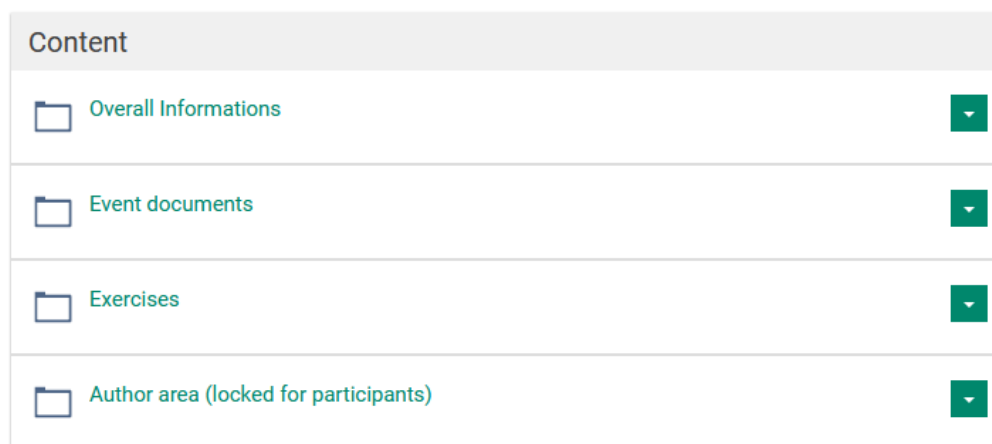 Content
Overall Informations
Event documents
Exercises
Author area (locked for participants)